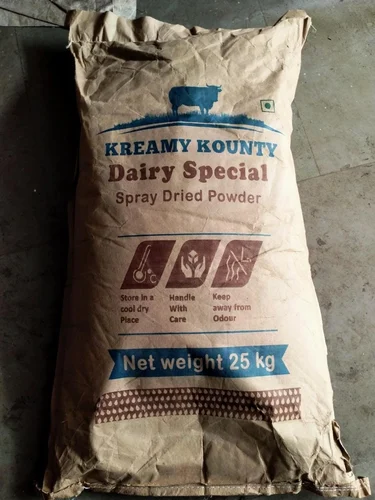 KREAMY KOUNTY
Dairy Special
Spray Dried Powder
Store in a
cool dry
Place
Handle
With
Care
Keep
away from
Odour
Net weight 25 kg